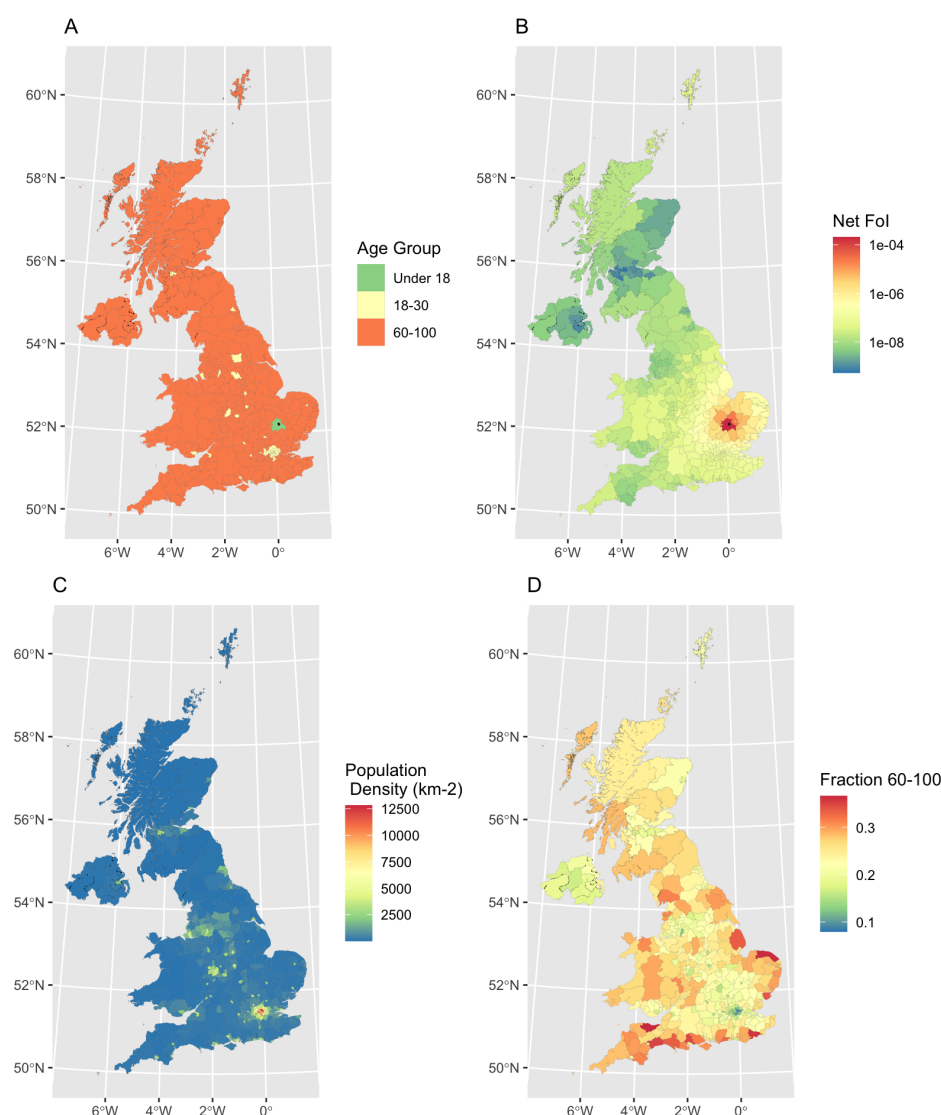 A
60°N
58°N
56°N
54°N
52°N
50°N
6°W
4°W
2°W
0°
Age Group
Under 18
18-30
60-100
B
60°N
58°N
56°N
54°N
52°N
50°N
6°W
4°W
2°W
0°
Net FoI
1e-04
1e-06
1e-08
C
60°N
58°N
56°N
54°N
52°N
50°N
6°W
4°W
2°W
0°
Population
Density (km-2)
12500
10000
7500
5000
2500
D
60°N
58°N
56°N
54°N
52°N
50°N
6°W
4°W
2°W
0°
Fraction 60-100
0.3
0.2
0.1